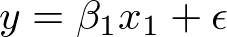 y = β₁x₁ + ϵ